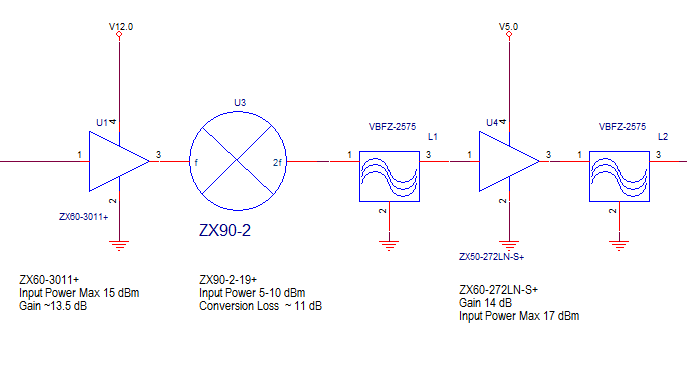 V12.0
V5.0
U3
U1
4
U4
4
VBFZ-2575
VBFZ-2575
L1
L2
1
3
f
2f
1
3
1
3
1
3
2
2
2
2
ZX60-3011+
ZX90-2
ZX50-272LN-S+
ZX60-3011+
Input Power Max 15 dBm
Gain ~13.5 dB
ZX90-2-19+
Input Power 5-10 dBm
Conversion Loss ~ 11 dB
ZX60-272LN-S+
Gain 14 dB
Input Power Max 17 dBm